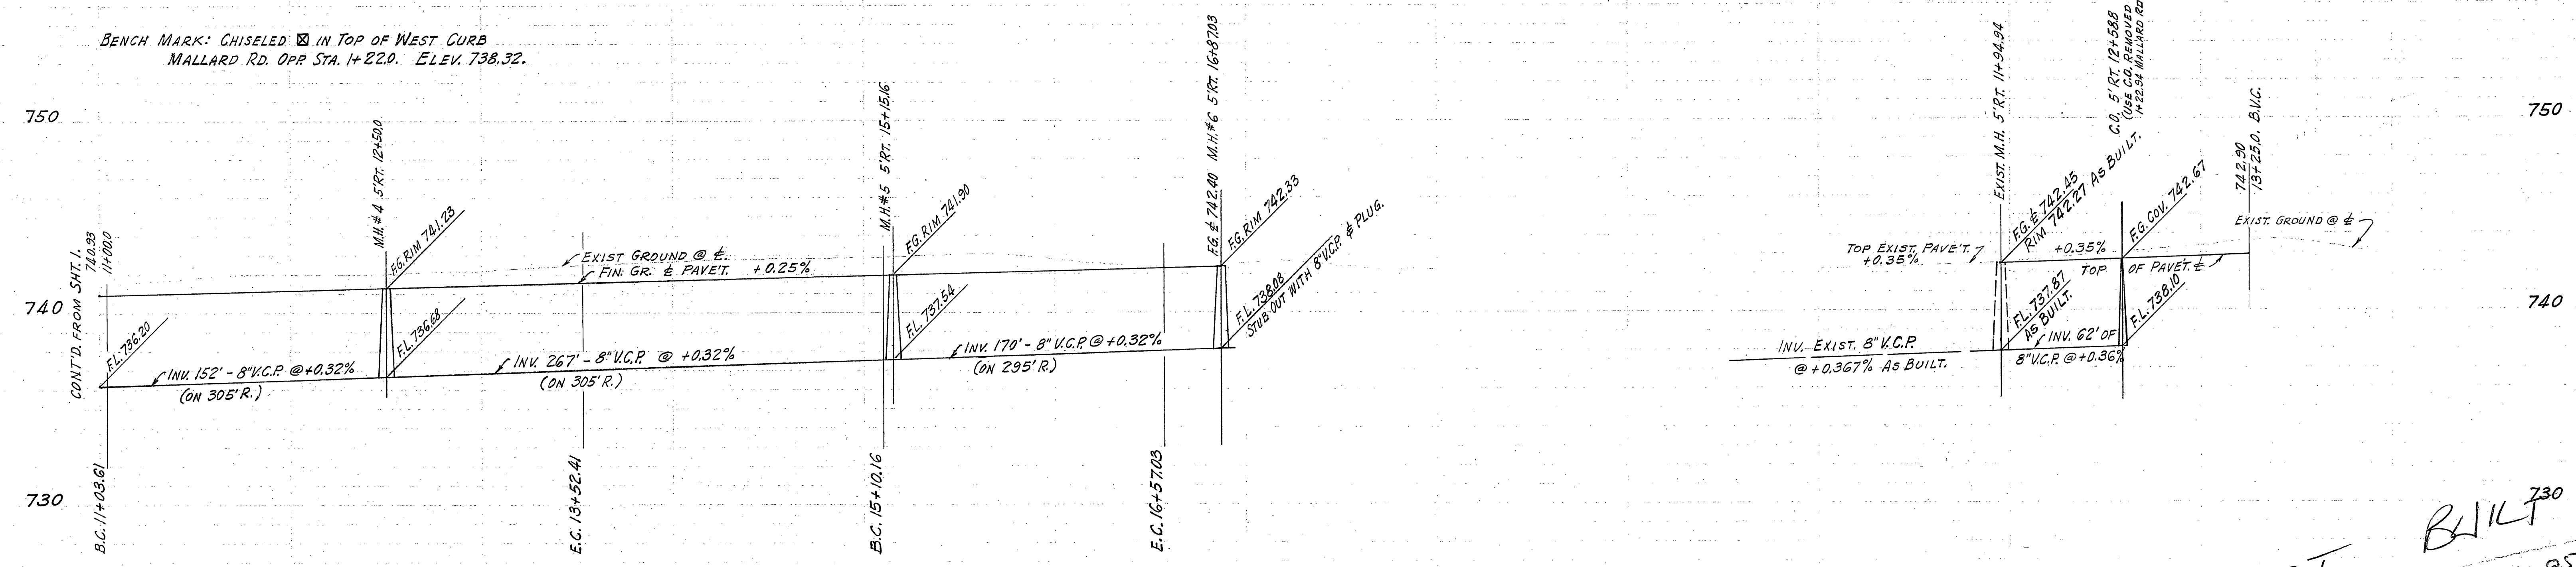 BENCH MARK: CHISELED ☒ IN TOP OF WEST CURB
MALLARD RD. OPP. STA. 1+22.0. ELEV. 738.32.
750
740
730
CONT'D. FROM SHT. 1.
740.93
11+00.0
F.L. 736.20
INV. 152' - 8" V.C.P. @ +0.32%
(ON 305' R.)
B.C. 11+03.61
M.H. #4 5' RT. 12+50.0
F.G. RIM 741.23
F.L. 736.68
EXIST GROUND @ ℄.
FIN. GR. ℄ PAVE'T. +0.25%
INV. 267' - 8" V.C.P. @ +0.32%
(ON 305' R.)
E.C. 13+52.41
M.H. #5 5' RT. 15+15.16
F.G. RIM 741.90
F.L. 737.54
B.C. 15+10.16
INV. 170' - 8" V.C.P. @ +0.32%
(ON 295' R.)
E.C. 16+57.03
F.G. ℄ 742.40 M.H. #6 5' RT. 16+87.03
F.G. RIM 742.33
F.L. 738.08
STUB OUT WITH 8" V.C.P. & PLUG.
INV. EXIST. 8" V.C.P.
@ +0.367% AS BUILT.
TOP EXIST. PAVE'T.
+0.35%
EXIST. M.H. 5' RT. 11+94.94
F.G. ℄ 742.45
RIM 742.27 AS BUILT.
F.L. 737.87
AS BUILT.
+0.35%
TOP OF PAVE'T. ℄
INV. 62' OF
8" V.C.P. @ +0.36%
C.O. 5' RT. 12+58.8
(USE C.O. REMOVED
1+22.94 MALLARD RD
F.G. COV. 742.67
F.L. 738.10
742.90
13+25.0. B.V.C.
EXIST. GROUND @ ℄
750
740
730
BUILT